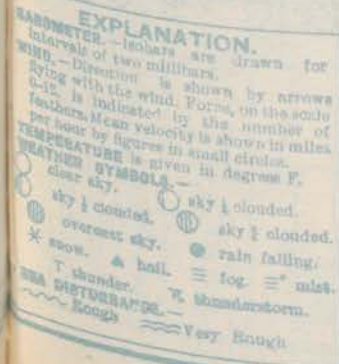 EXPLANATION.
BAROMETER.—Isobars are drawn for
intervals of two millibars.
WIND.—Direction is shown by arrows
flying with the wind. Force, on the scale
0-12, is indicated by the number of
feathers. Mean velocity is shown in miles
per hour by figures in small circles.
TEMPERATURE is given in degrees F.
WEATHER SYMBOLS.—
clear sky. sky ¼ clouded.
sky ½ clouded. sky ¾ clouded.
overcast sky. rain falling.
snow. hail. fog. mist.
thunder. thunderstorm.
SEA DISTURBANCE.—
Rough Very Rough